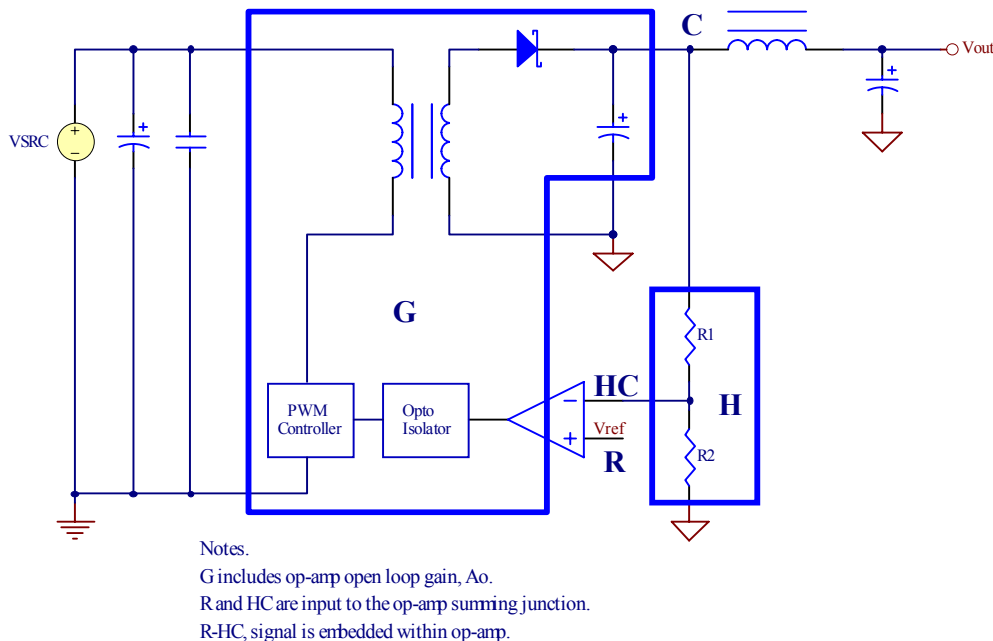 C
+
Vout
+
VSRC
+
−
+
G
R1
HC
H
PWM
Controller
Opto
Isolator
−
Vref
+
R
R2
Notes.
G includes op-amp open loop gain, Ao.
R and HC are input to the op-amp summing junction.
R-HC, signal is embedded within op-amp.